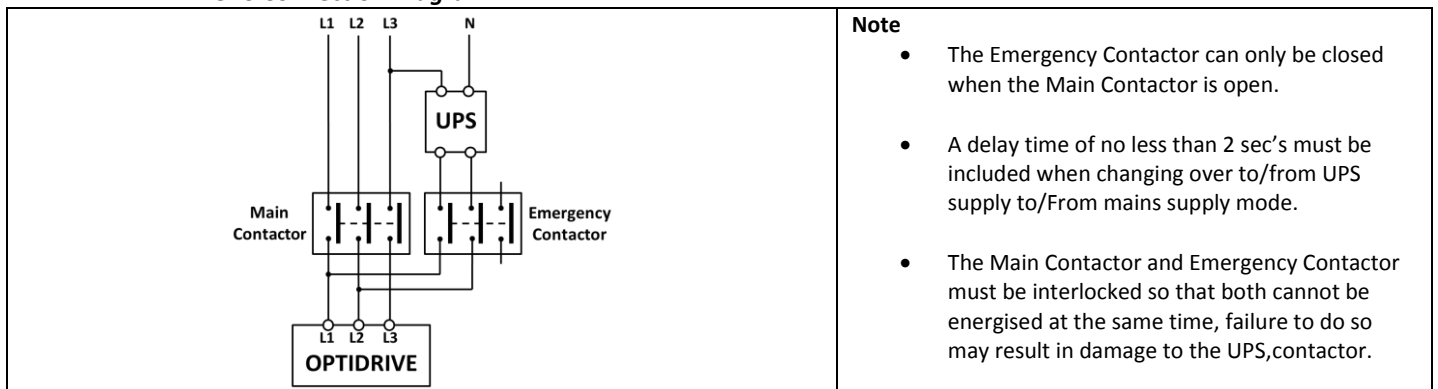 L1 L2 L3 N
UPS
Main
Contactor
Emergency
Contactor
L1 L2 L3
OPTIDRIVE
Note
• The Emergency Contactor can only be closed
when the Main Contactor is open.
• A delay time of no less than 2 sec’s must be
included when changing over to/from UPS
supply to/From mains supply mode.
• The Main Contactor and Emergency Contactor
must be interlocked so that both cannot be
energised at the same time, failure to do so
may result in damage to the UPS,contactor.